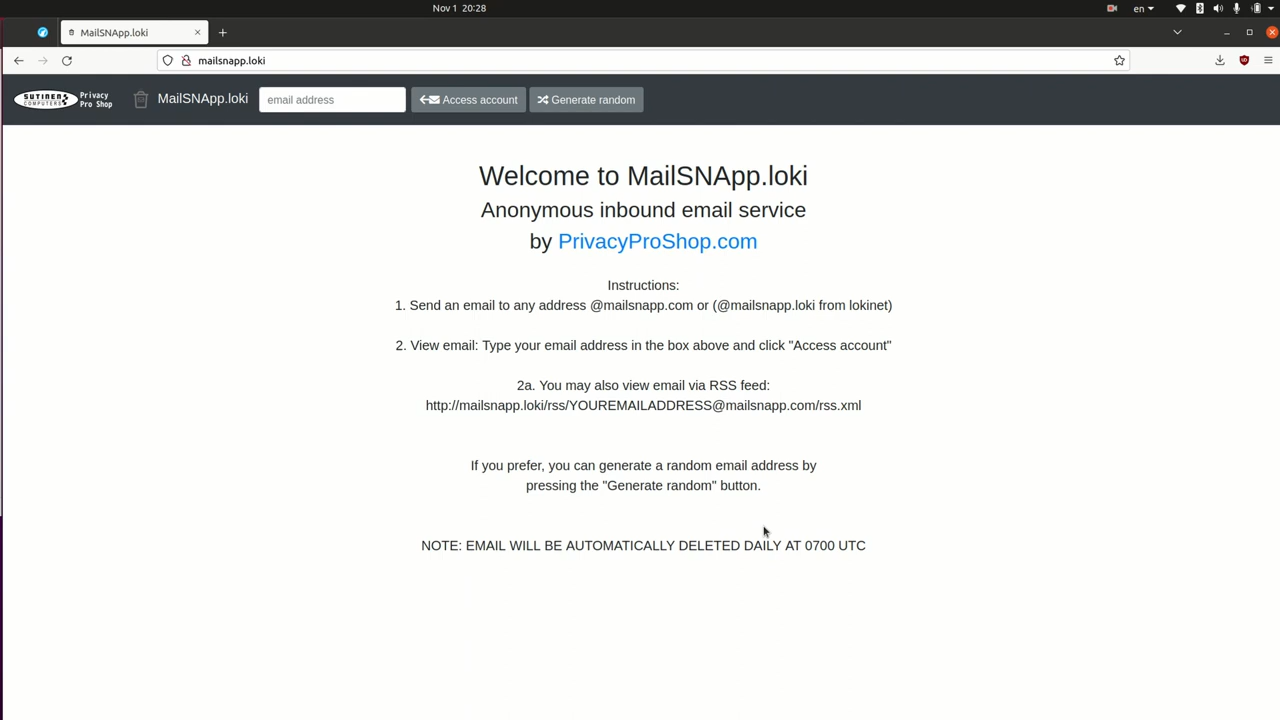 Nov 1 20:28
en
MailSNApp.loki
mailsnapp.loki
SUTINEN COMPUTERS
Privacy Pro Shop
MailSNApp.loki
email address
Access account
Generate random
Welcome to MailSNApp.loki
Anonymous inbound email service
by PrivacyProShop.com
Instructions:
1. Send an email to any address @mailsnapp.com or (@mailsnapp.loki from lokinet)
2. View email: Type your email address in the box above and click "Access account"
2a. You may also view email via RSS feed:
http://mailsnapp.loki/rss/YOUREMAILADDRESS@mailsnapp.com/rss.xml
If you prefer, you can generate a random email address by
pressing the "Generate random" button.
NOTE: EMAIL WILL BE AUTOMATICALLY DELETED DAILY AT 0700 UTC